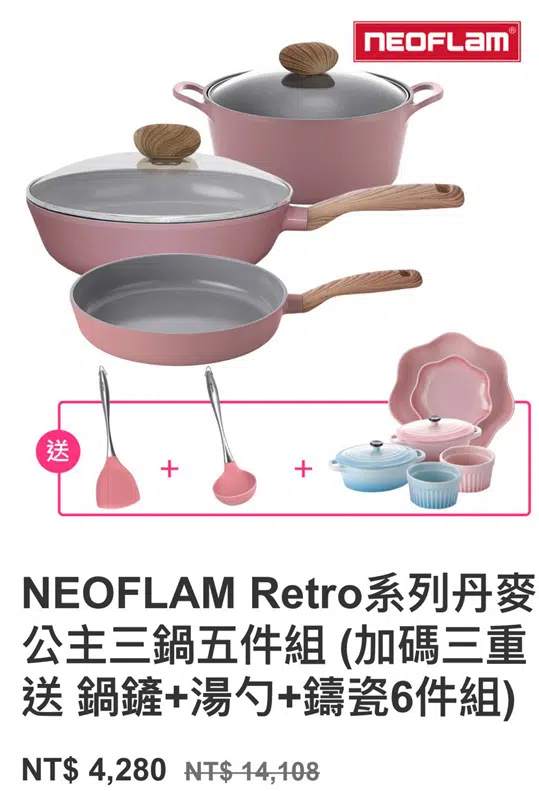 NEOFLAM®
送
+
+
NEOFLAM Retro系列丹麥
公主三鍋五件組 (加碼三重
送 鍋鏟+湯勺+鑄瓷6件組)
NT$ 4,280 NT$ 14,108